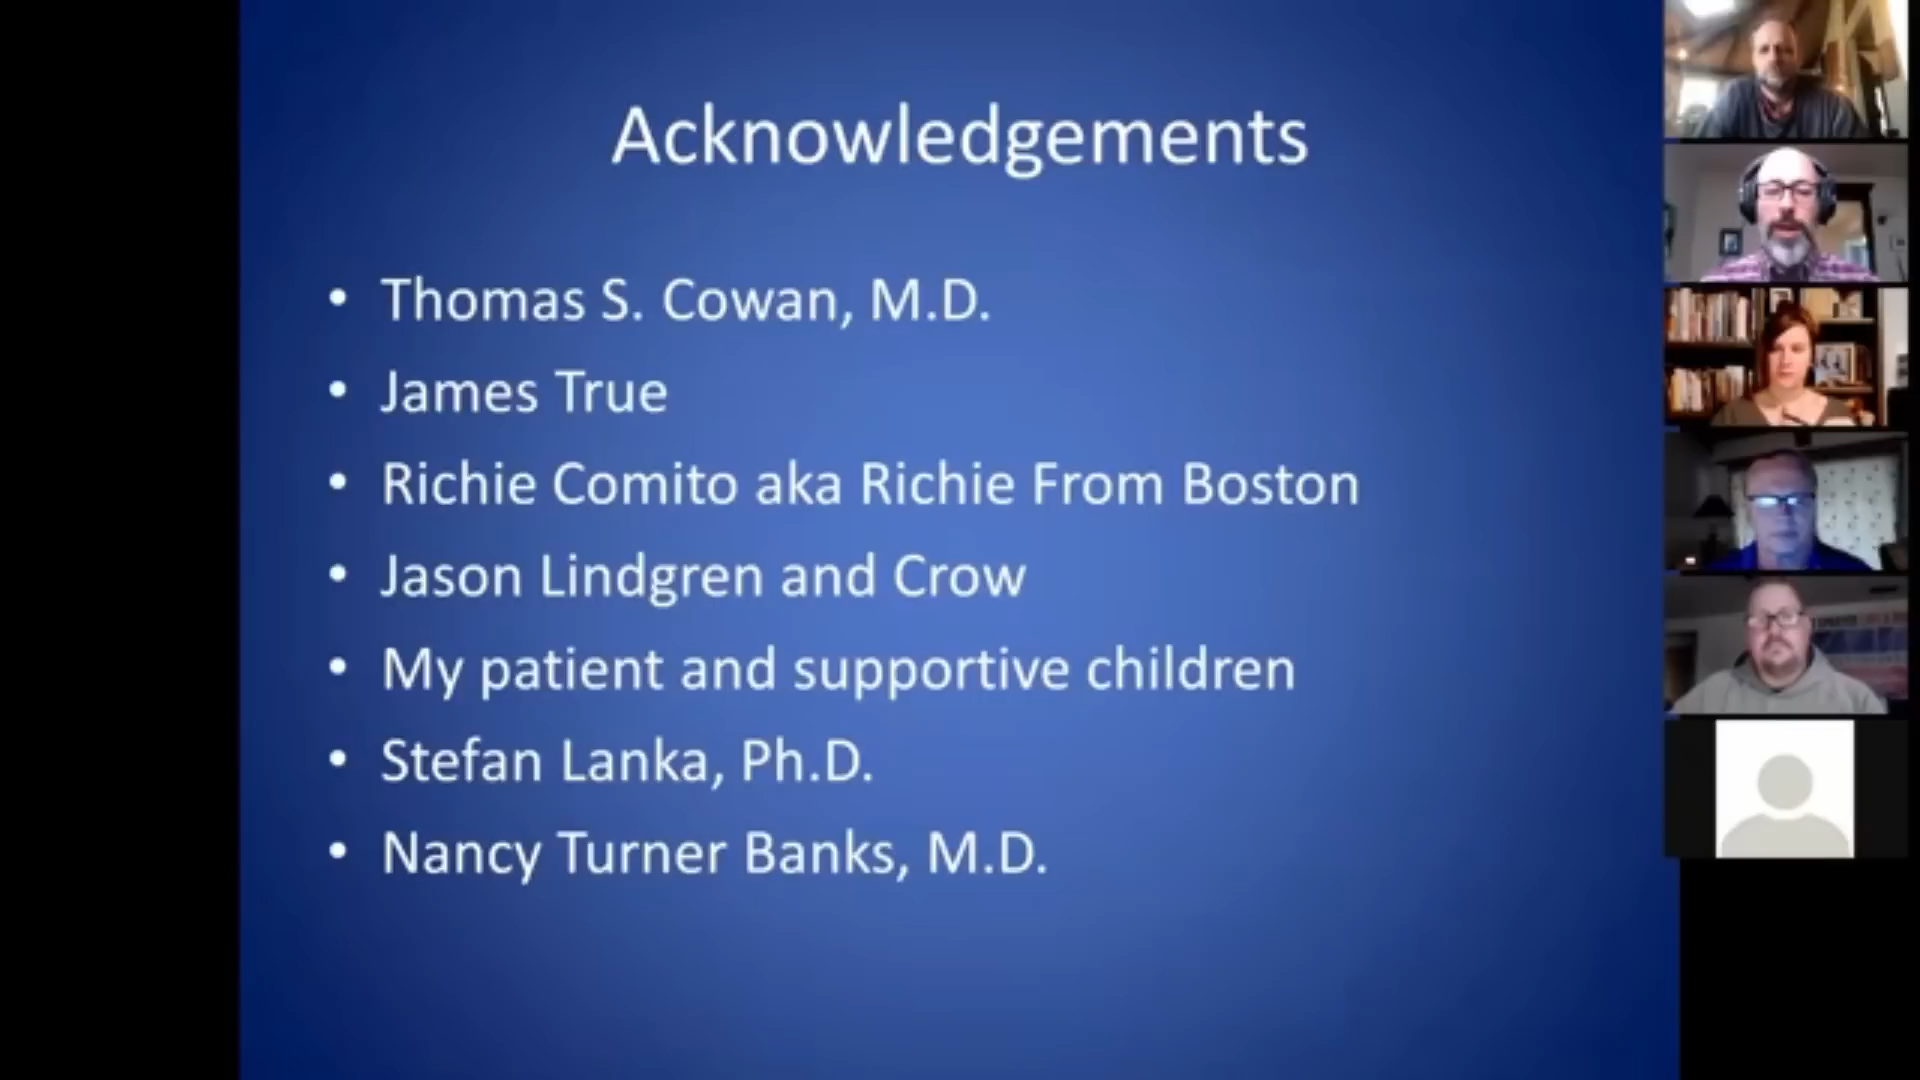 Acknowledgements
• Thomas S. Cowan, M.D.
• James True
• Richie Comito aka Richie From Boston
• Jason Lindgren and Crow
• My patient and supportive children
• Stefan Lanka, Ph.D.
• Nancy Turner Banks, M.D.